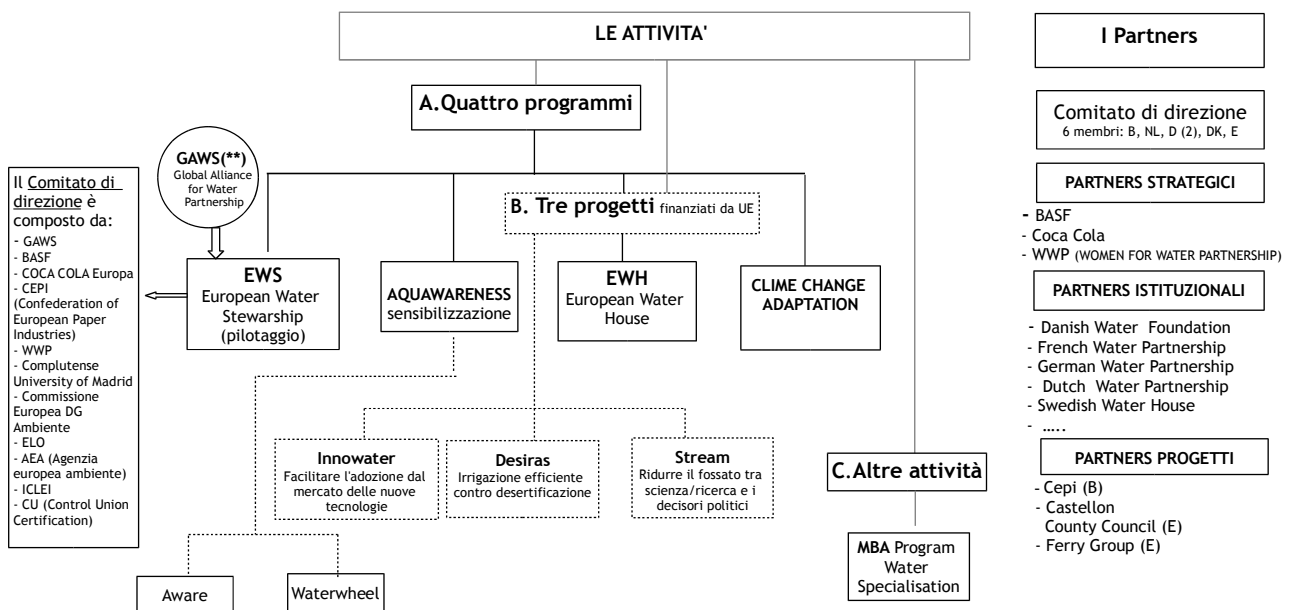 LE ATTIVITA'
A.Quattro programmi
GAWS(**)
Global Alliance
for Water
Partnership
Il Comitato di
direzione è
composto da:
- GAWS
- BASF
- COCA COLA Europa
- CEPI
(Confederation of
European Paper
Industries)
- WWP
- Complutense
University of Madrid
- Commissione
Europea DG
Ambiente
- ELO
- AEA (Agenzia
europea ambiente)
- ICLEI
- CU (Control Union
Certification)
B. Tre progetti finanziati da UE
EWS
European Water
Stewarship
(pilotaggio)
AQUAWARENESS
sensibilizzazione
EWH
European Water
House
CLIME CHANGE
ADAPTATION
Innowater
Facilitare l'adozione dal
mercato delle nuove
tecnologie
Desiras
Irrigazione efficiente
contro desertificazione
Stream
Ridurre il fossato tra
scienza/ricerca e i
decisori politici
C.Altre attività
MBA Program
Water
Specialisation
Aware
Waterwheel
I Partners
Comitato di direzione
6 membri: B, NL, D (2), DK, E
PARTNERS STRATEGICI
- BASF
- Coca Cola
- WWP (WOMEN FOR WATER PARTNERSHIP)
PARTNERS ISTITUZIONALI
- Danish Water Foundation
- French Water Partnership
- German Water Partnership
- Dutch Water Partnership
- Swedish Water House
- …..
PARTNERS PROGETTI
- Cepi (B)
- Castellon
County Council (E)
- Ferry Group (E)